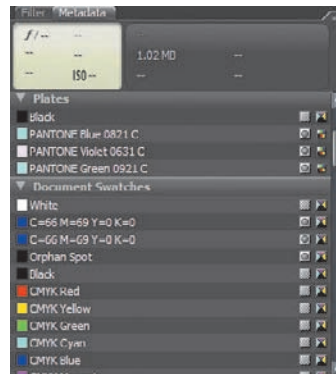 Filter Metadata
f/-- --
-- --
-- ISO--
--
1.02 MB --
-- --
Plates
Black
PANTONE Blue 0821 C
PANTONE Violet 0631 C
PANTONE Green 0921 C
Document Swatches
White
C=66 M=69 Y=0 K=0
C=66 M=69 Y=0 K=0
Orphan Spot
Black
CMYK Red
CMYK Yellow
CMYK Green
CMYK Cyan
CMYK Blue